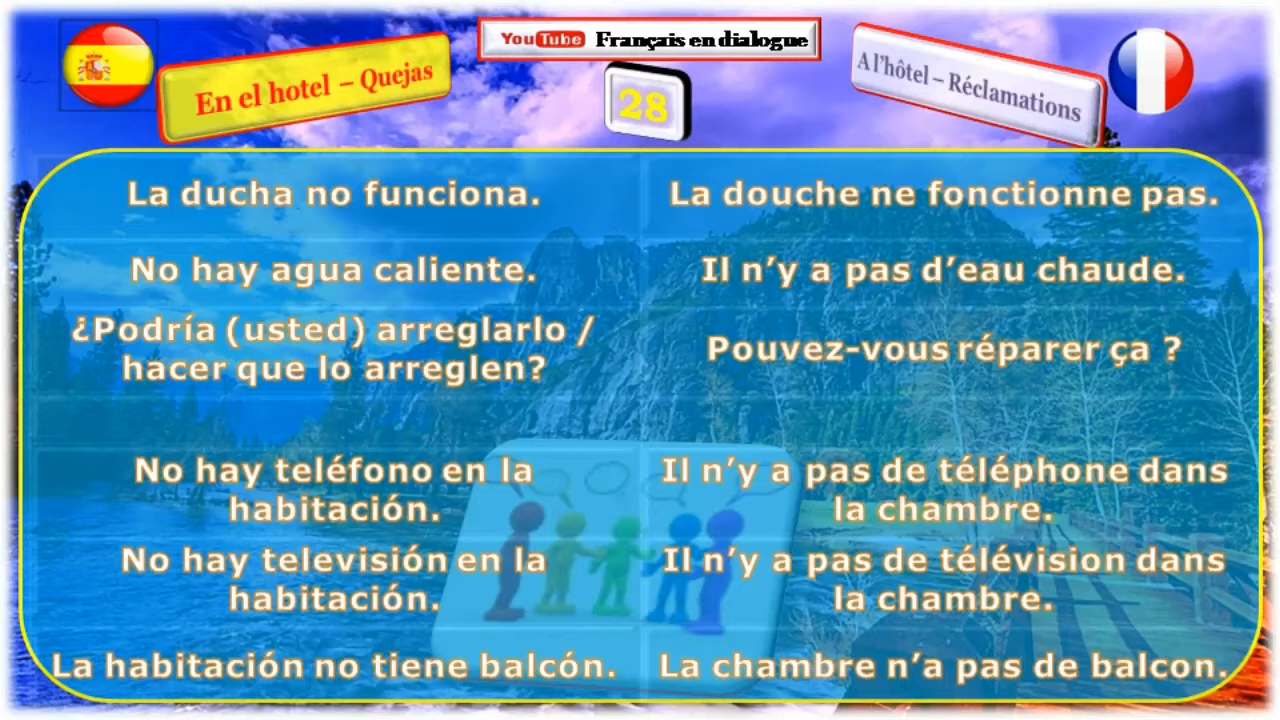 YouTube Français en dialogue
En el hotel – Quejas
28
A l’hôtel – Réclamations
La ducha no funciona.
La douche ne fonctionne pas.
No hay agua caliente.
Il n’y a pas d’eau chaude.
¿Podría (usted) arreglarlo /
hacer que lo arreglen?
Pouvez-vous réparer ça ?
No hay teléfono en la
habitación.
Il n’y a pas de téléphone dans
la chambre.
No hay televisión en la
habitación.
Il n’y a pas de télévision dans
la chambre.
La habitación no tiene balcón.
La chambre n’a pas de balcon.